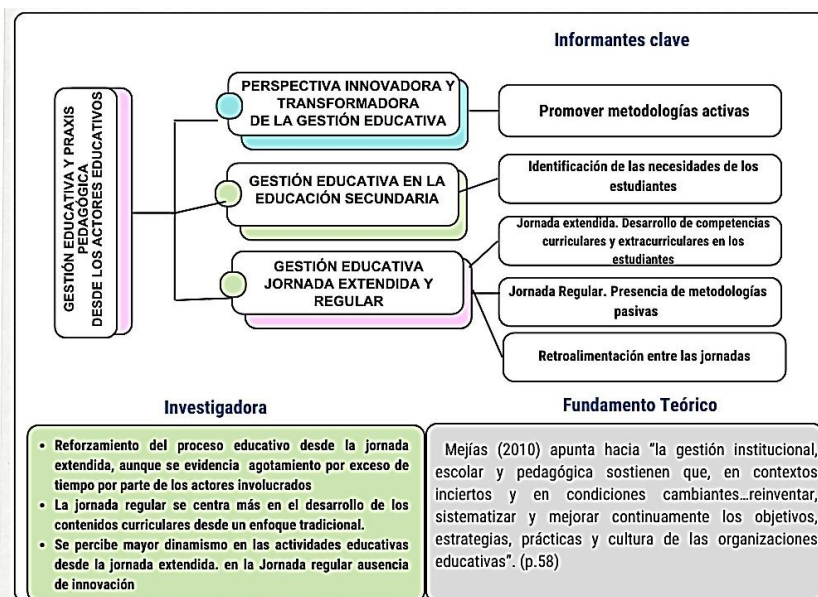 Informantes clave
GESTIÓN EDUCATIVA Y PRAXIS
PEDAGÓGICA
DESDE LOS ACTORES EDUCATIVOS
PERSPECTIVA INNOVADORA Y
TRANSFORMADORA
DE LA GESTIÓN EDUCATIVA
Promover metodologías activas
GESTIÓN EDUCATIVA EN LA
EDUCACIÓN SECUNDARIA
Identificación de las necesidades de los
estudiantes
GESTIÓN EDUCATIVA
JORNADA EXTENDIDA Y
REGULAR
Jornada extendida. Desarrollo de competencias
curriculares y extracurriculares en los
estudiantes
Jornada Regular. Presencia de metodologías
pasivas
Retroalimentación entre las jornadas
Investigadora
• Reforzamiento del proceso educativo desde la jornada
extendida, aunque se evidencia agotamiento por exceso de
tiempo por parte de los actores involucrados
• La jornada regular se centra más en el desarrollo de los
contenidos curriculares desde un enfoque tradicional.
• Se percibe mayor dinamismo en las actividades educativas
desde la jornada extendida. en la Jornada regular ausencia
de innovación
Fundamento Teórico
Mejías (2010) apunta hacia “la gestión institucional,
escolar y pedagógica sostienen que, en contextos
inciertos y en condiciones cambiantes...reinventar,
sistematizar y mejorar continuamente los objetivos,
estrategias, prácticas y cultura de las organizaciones
educativas”. (p.58)